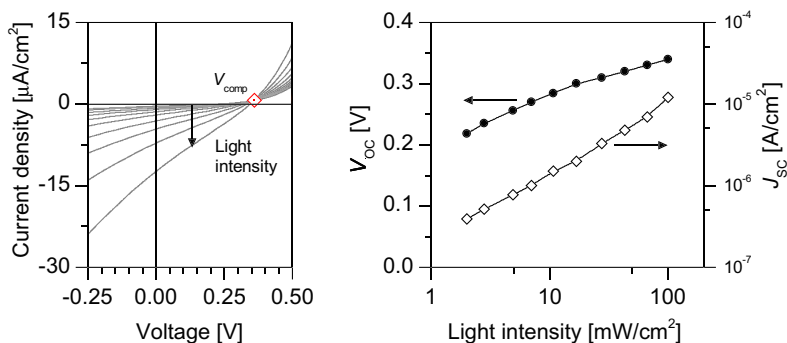 15
0
-15
-30
Current density [μA/cm²]
V_comp
Light
intensity
-0.25
0.00
0.25
0.50
Voltage [V]
0.4
0.3
0.2
0.1
0.0
V_OC [V]
10⁻⁴
10⁻⁵
10⁻⁶
10⁻⁷
J_SC [A/cm²]
1
10
100
Light intensity [mW/cm²]